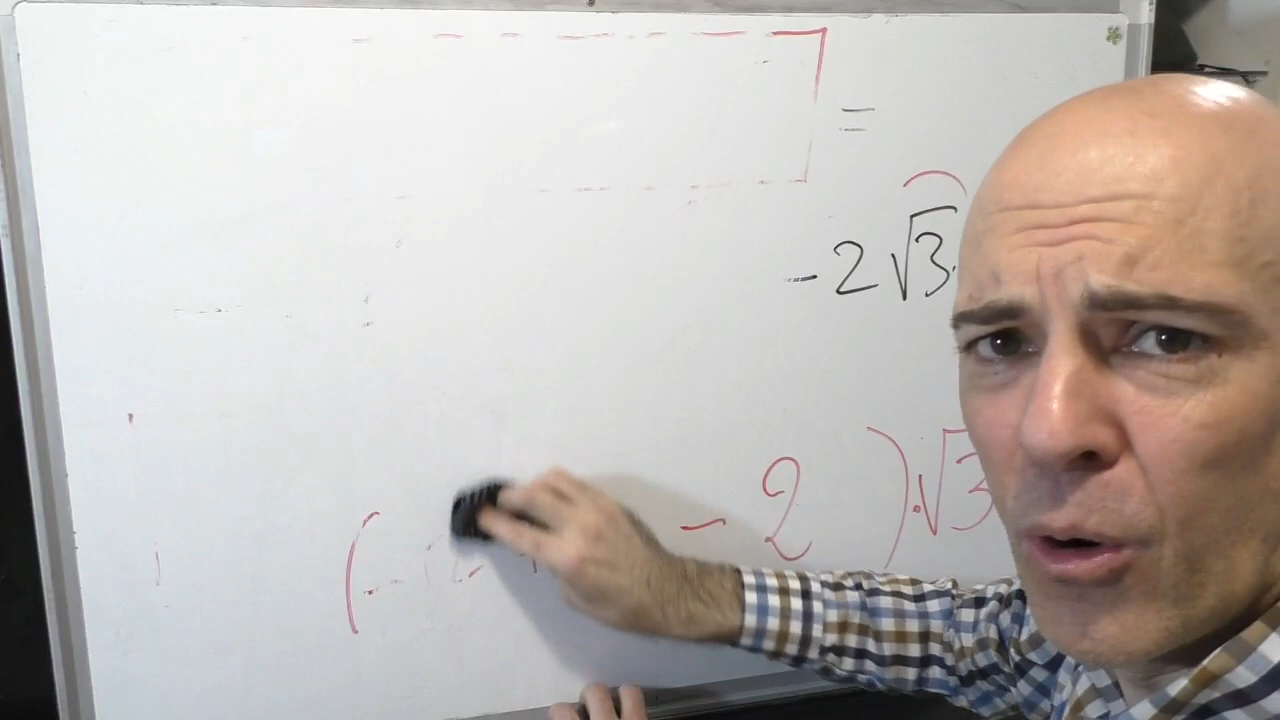 =
- 2 √3.
( - 2 ) . √3